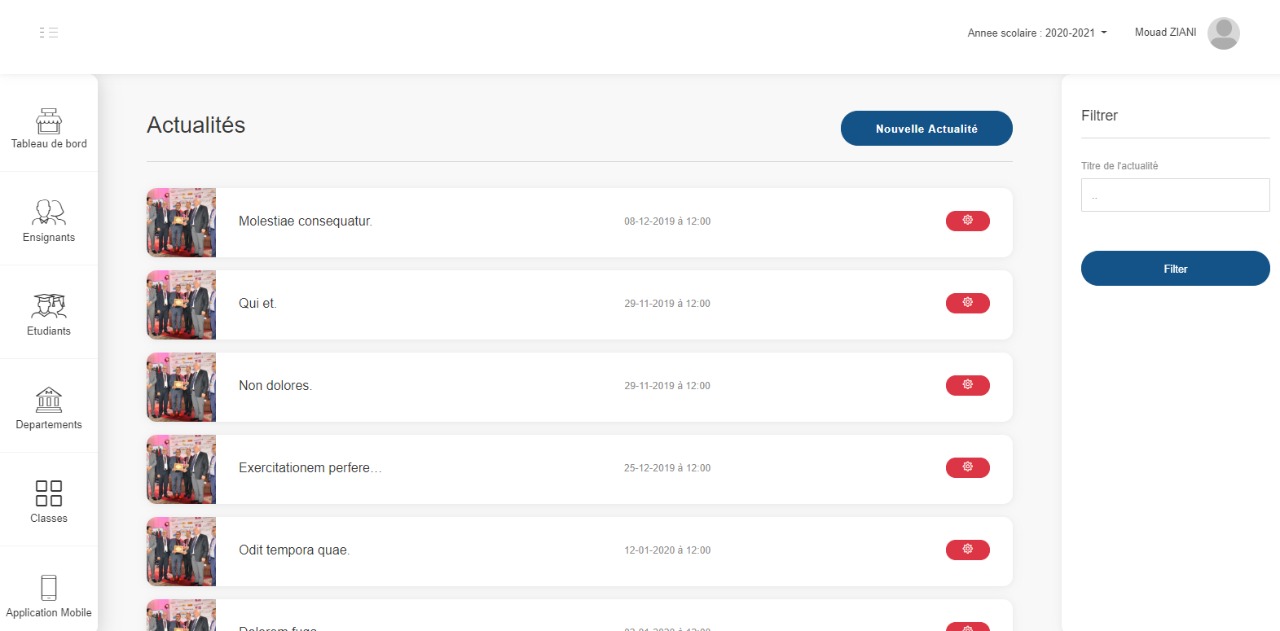 Annee scolaire : 2020-2021
Mouad ZIANI
Tableau de bord
Ensignants
Etudiants
Departements
Classes
Application Mobile
Actualités
Nouvelle Actualité
Molestiae consequatur.
08-12-2019 à 12:00
Qui et.
29-11-2019 à 12:00
Non dolores.
29-11-2019 à 12:00
Exercitationem perfere...
25-12-2019 à 12:00
Odit tempora quae.
12-01-2020 à 12:00
Filtrer
Titre de l'actualité
..
Filter